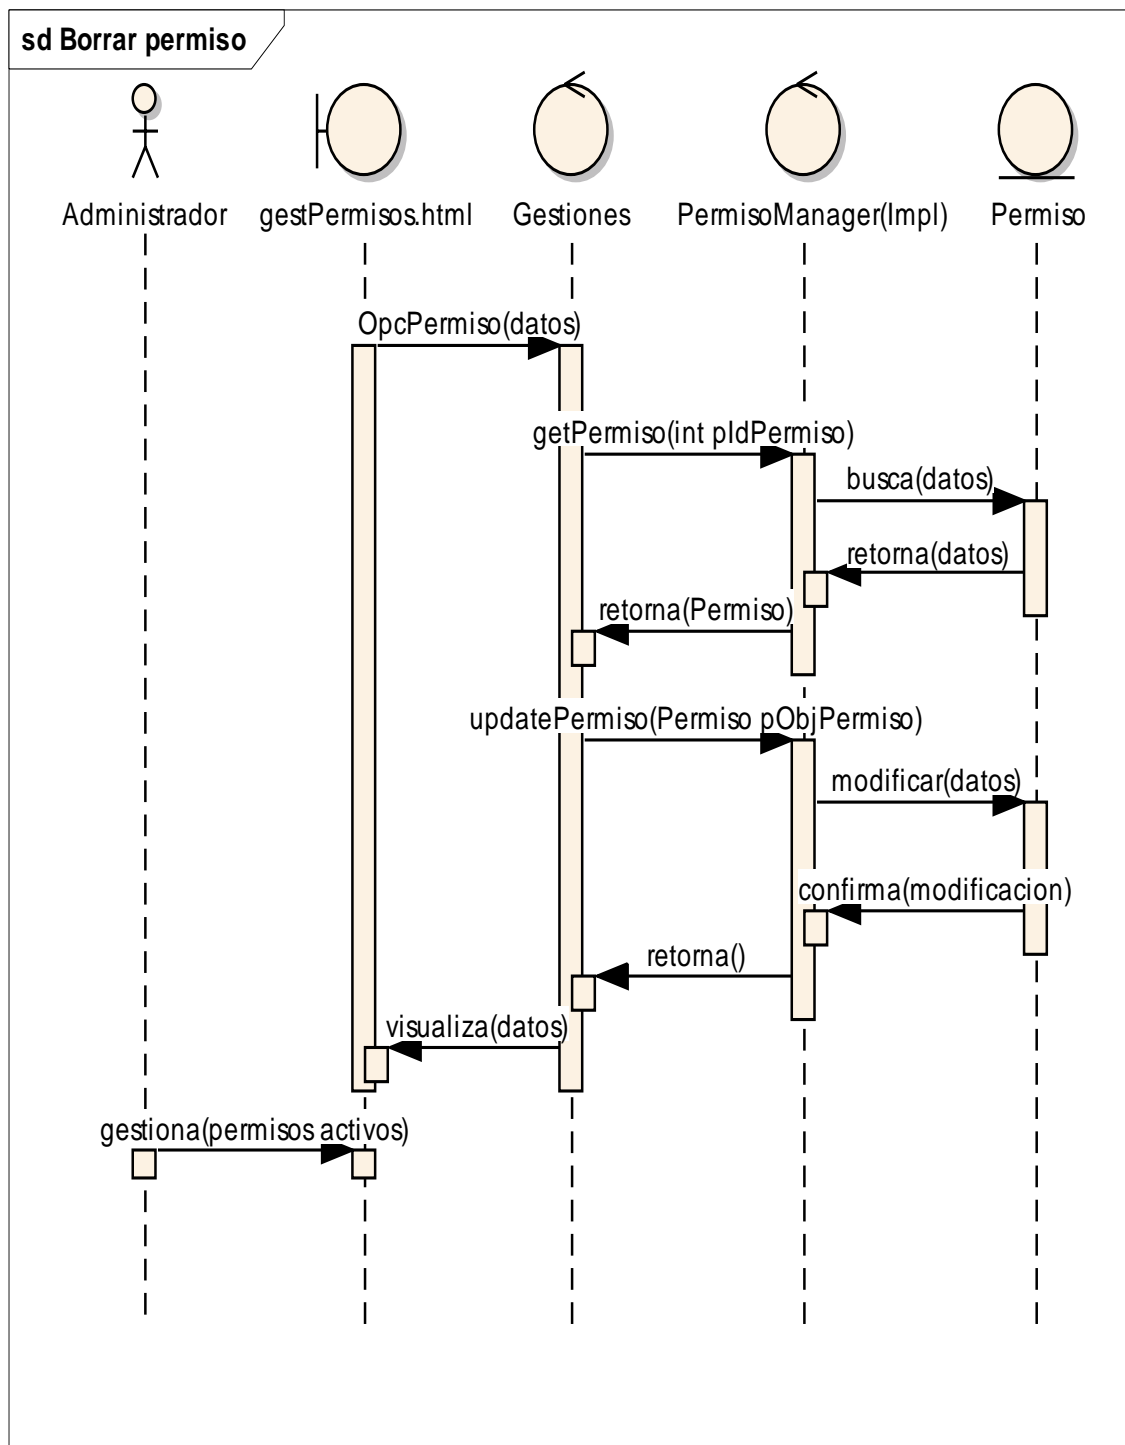 sd Borrar permiso
Administrador
gestPermisos.html
Gestiones
PermisoManager(Impl)
Permiso
OpcPermiso(datos)
getPermiso(int pIdPermiso)
busca(datos)
retorna(datos)
retorna(Permiso)
updatePermiso(Permiso pObjPermiso)
modificar(datos)
confirma(modificacion)
retorna()
visualiza(datos)
gestiona(permisos activos)